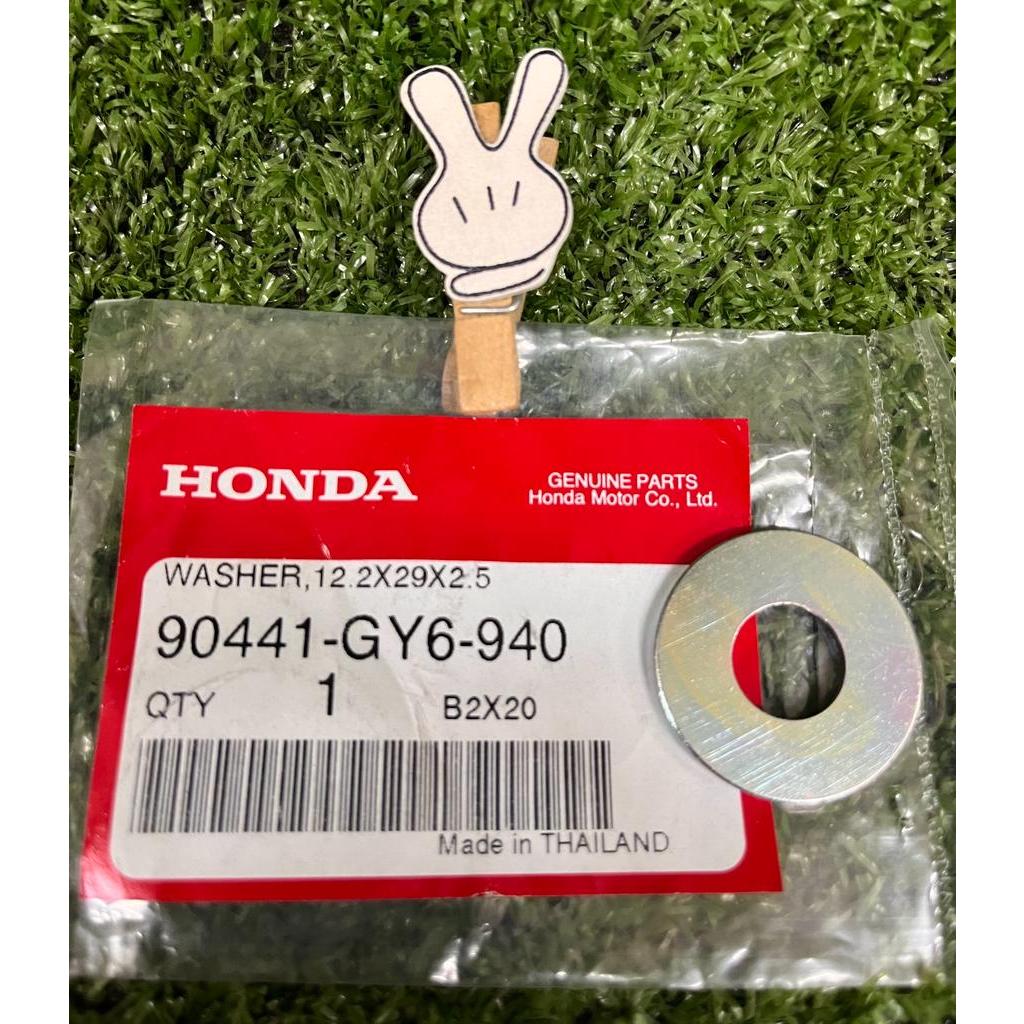 HONDA
GENUINE PARTS
Honda Motor Co., Ltd.
WASHER,12.2X29X2.5
90441-GY6-940
QTY 1 B2X20
Made in THAILAND